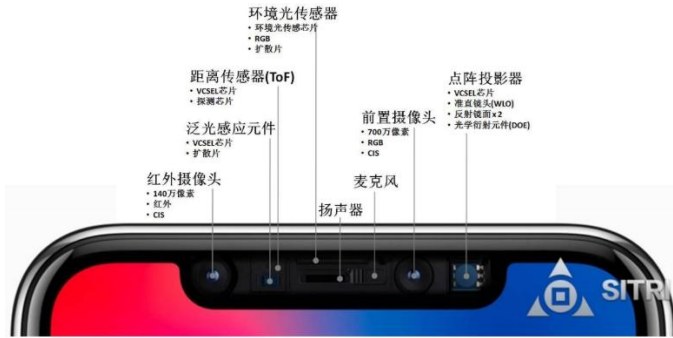 环境光传感器
• 环境光传感芯片
• RGB
• 扩散片
距离传感器(ToF)
• VCSEL芯片
• 探测芯片
泛光感应元件
• VCSEL芯片
• 扩散片
红外摄像头
• 140万像素
• 红外
• CIS
扬声器
麦克风
前置摄像头
• 700万像素
• RGB
• CIS
点阵投影器
• VCSEL芯片
• 准直镜头(WLO)
• 反射镜面x2
• 光学衍射元件(DOE)